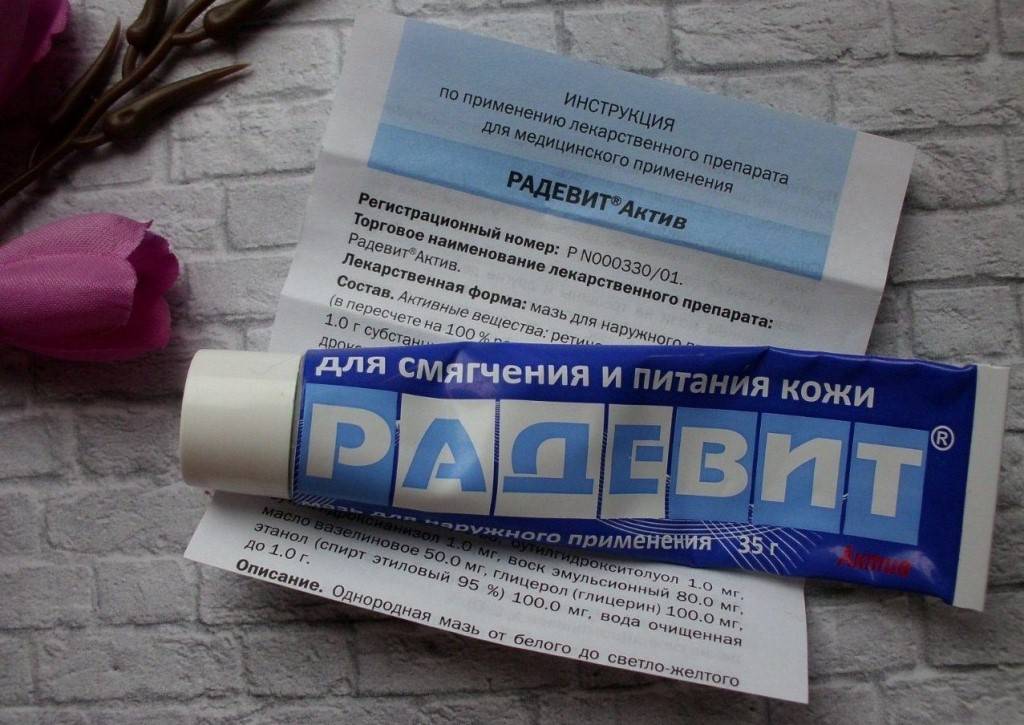 ИНСТРУКЦИЯ
по применению лекарственного препарата
для медицинского применения
РАДЕВИТ®Актив
Регистрационный номер: Р N000330/01.
Торговое наименование лекарственного препарата:
Радевит®Актив.
Лекарственная форма: мазь для наружного
Состав. Активные вещества:
(в пересчете на 100 %
1.0 г
для смягчения и питания кожи
РАДЕВИТ®
мазь для наружного применения 35 г
Актив
1.0 мг, бутилгидрокситолуол 1.0 мг,
масло вазелиновое 50.0 мг, воск эмульсионный 80.0 мг,
этанол (спирт этиловый 95 %) 100.0 мг, глицерол (глицерин) 100.0 мг,
до 1.0 г. вода очищенная
Описание. Однородная мазь от белого до светло-желтого